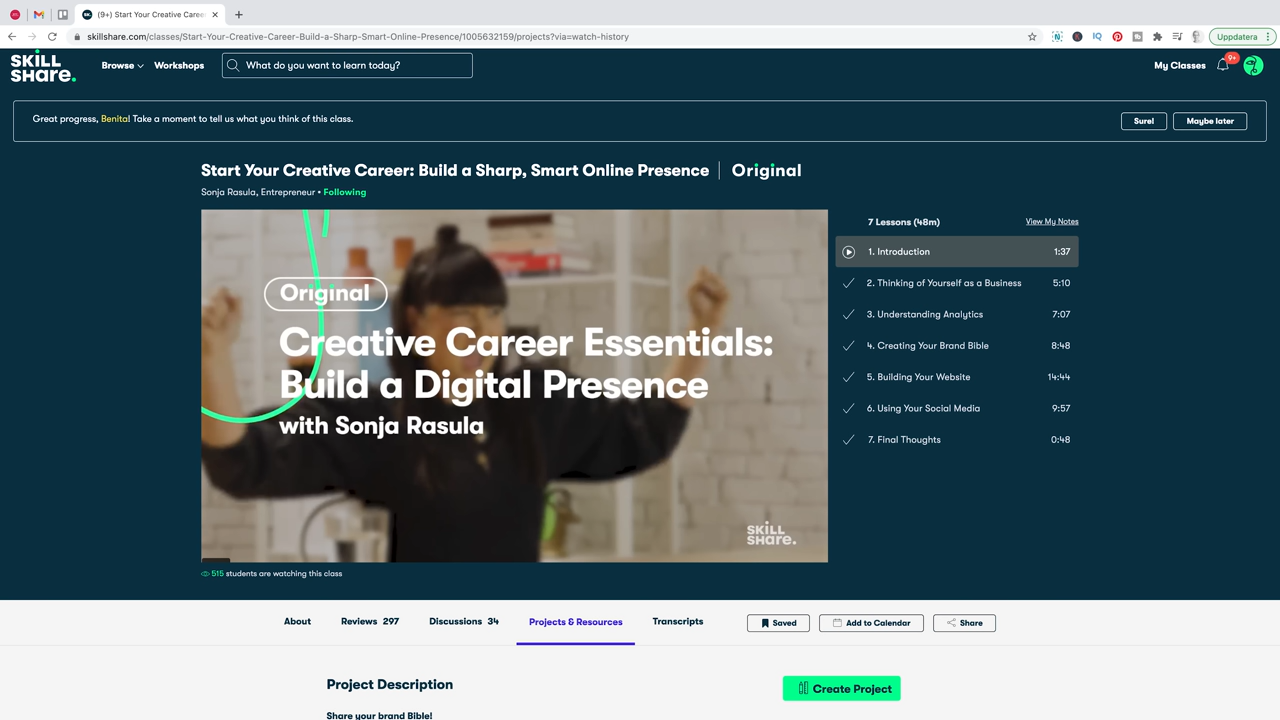 (9+) Start Your Creative Caree
skillshare.com/classes/Start-Your-Creative-Career-Build-a-Sharp-Smart-Online-Presence/1005632159/projects?via=watch-history
IQ
Uppdatera
SKILL
SHARE.
Browse
Workshops
What do you want to learn today?
My Classes
9+
Great progress, Benita! Take a moment to tell us what you think of this class.
Sure!
Maybe later
Start Your Creative Career: Build a Sharp, Smart Online Presence
Original
Sonja Rasula, Entrepreneur • Following
Original
Creative Career Essentials:
Build a Digital Presence
with Sonja Rasula
SKILL
SHARE.
7 Lessons (48m)
View My Notes
1. Introduction 1:37
2. Thinking of Yourself as a Business 5:10
3. Understanding Analytics 7:07
4. Creating Your Brand Bible 8:48
5. Building Your Website 14:44
6. Using Your Social Media 9:57
7. Final Thoughts 0:48
515 students are watching this class
About
Reviews 297
Discussions 34
Projects & Resources
Transcripts
Saved
Add to Calendar
Share
Project Description
Create Project
Share your brand Bible!